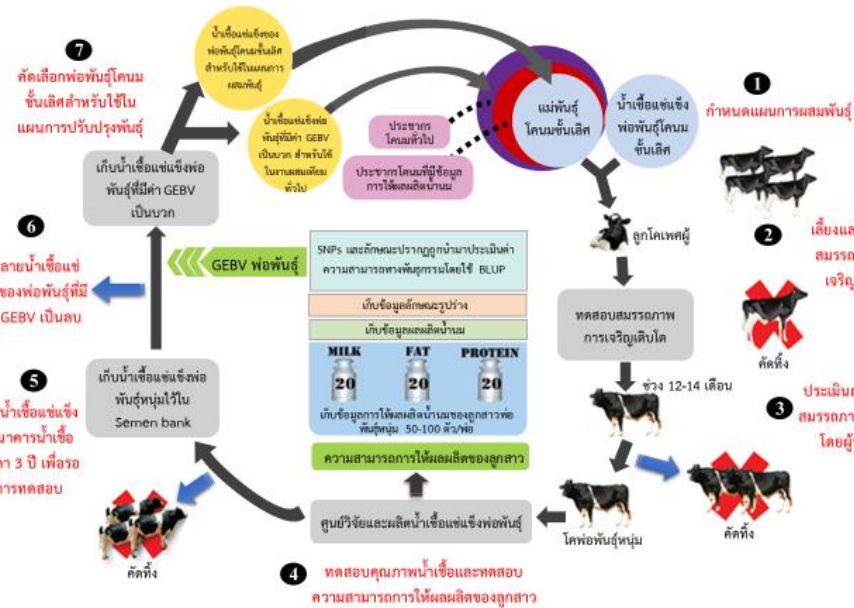 7
คัดเลือกพ่อพันธุ์โคนม
ชั้นเลิศสำหรับใช้ใน
แผนการปรับปรุงพันธุ์
น้ำเชื้อแช่แข็งของ
พ่อพันธุ์โคนมชั้นเลิศ
สำหรับใช้ในแผนการ
ผสมพันธุ์
น้ำเชื้อแช่แข็งพ่อ
พันธุ์ที่มีค่า GEBV
เป็นบวก สำหรับใช้
ในงานผสมเทียม
ทั่วไป
ประชากร
โคนมทั่วไป
ประชากรโคนมที่มีข้อมูล
การให้ผลผลิตน้ำนม
แม่พันธุ์
โคนมชั้นเลิศ
น้ำเชื้อแช่แข็ง
พ่อพันธุ์โคนม
ชั้นเลิศ
1
กำหนดแผนการผสมพันธุ์
ลูกโคเพศผู้
2
เลี้ยงแล
สมรรถ
เจริญ
คัดทิ้ง
ทดสอบสมรรถภาพ
การเจริญเติบโต
ช่วง 12-14 เดือน
3
ประเมินผ
สมรรถภา
โดยผู้
คัดทิ้ง
โคพ่อพันธุ์หนุ่ม
ศูนย์วิจัยและผลิตน้ำเชื้อแช่แข็งพ่อพันธุ์
4
ทดสอบคุณภาพน้ำเชื้อและทดสอบ
ความสามารถการให้ผลผลิตของลูกสาว
ความสามารถการให้ผลผลิตของลูกสาว
MILK FAT PROTEIN
20 20 20
เก็บข้อมูลการให้ผลผลิตน้ำนมของลูกสาวพ่อ
พันธุ์หนุ่ม 50-100 ตัว/พ่อ
เก็บข้อมูลผลผลิตน้ำนม
เก็บข้อมูลลักษณะรูปร่าง
SNPs และลักษณะปรากฏถูกนำมาประเมินค่า
ความสามารถทางพันธุกรรมโดยใช้ BLUP
GEBV พ่อพันธุ์
5
น้ำเชื้อแช่แข็ง
นาคารน้ำเชื้อ
ลา 3 ปี เพื่อรอ
การทดสอบ
คัดทิ้ง
เก็บน้ำเชื้อแช่แข็งพ่อ
พันธุ์หนุ่มไว้ใน
Semen bank
6
ลายน้ำเชื้อแช่
ของพ่อพันธุ์ที่มี
GEBV เป็นลบ
เก็บน้ำเชื้อแช่แข็งพ่อ
พันธุ์ที่มีค่า GEBV
เป็นบวก